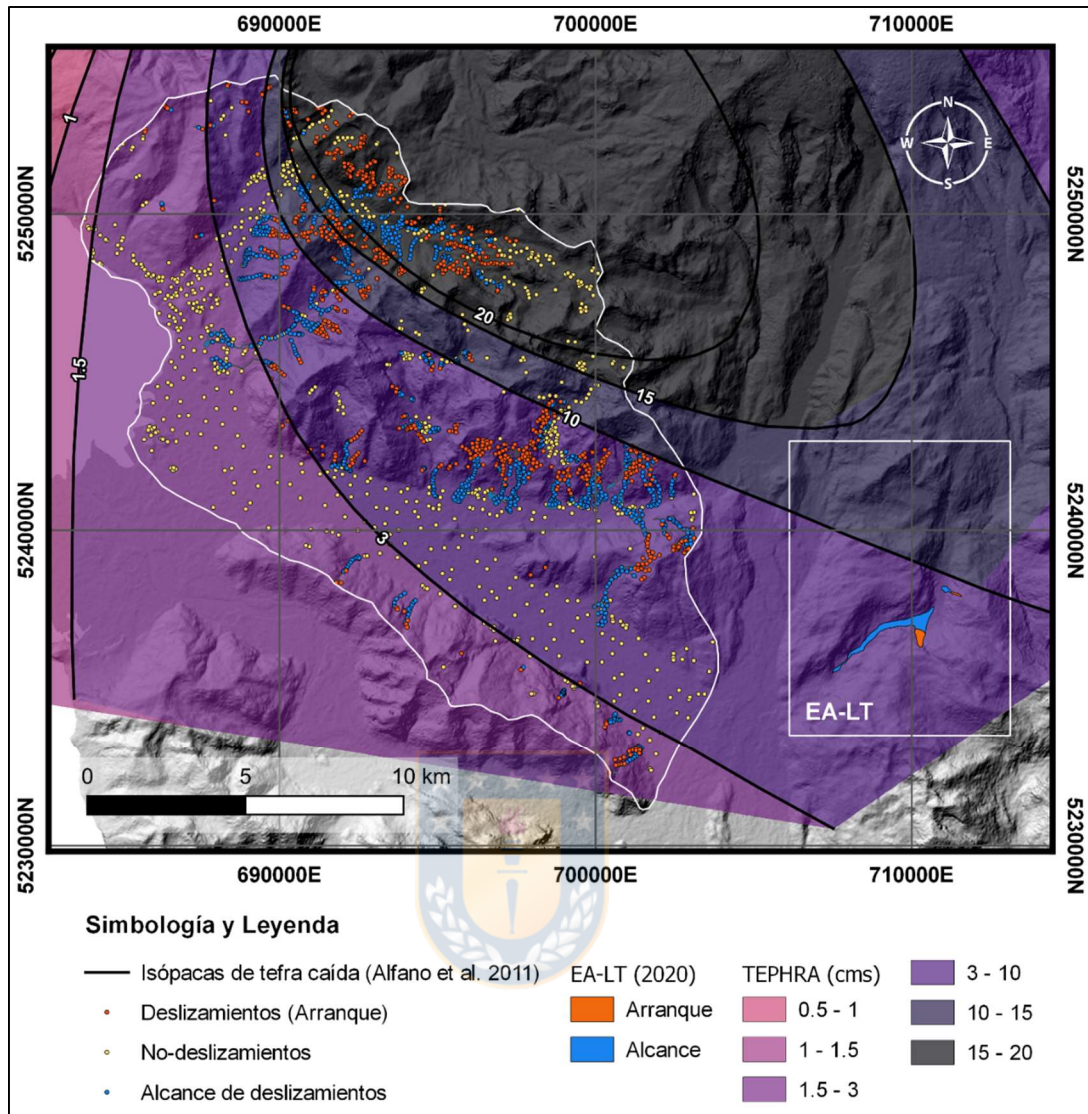 690000E 700000E 710000E
N
W E
S
1
5250000N 5250000N
20
1.5
15
10
5240000N 5240000N
3
EA-LT
0 5 10 km
5230000N 5230000N
690000E 700000E 710000E
Simbología y Leyenda
Isópacas de tefra caída (Alfano et al. 2011)
Deslizamientos (Arranque)
No-deslizamientos
Alcance de deslizamientos
EA-LT (2020)
Arranque
Alcance
TEPHRA (cms)
0.5 - 1
1 - 1.5
1.5 - 3
3 - 10
10 - 15
15 - 20